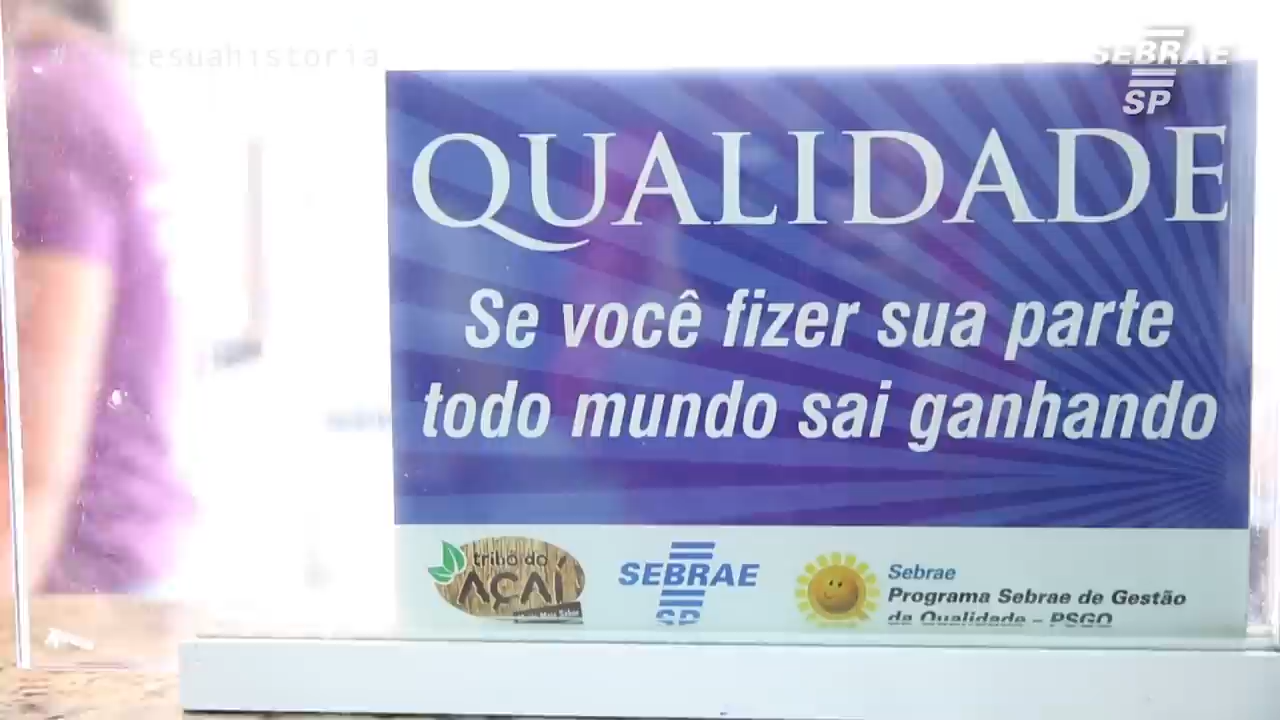 SEBRAE
SP
QUALIDADE
Se você fizer sua parte
todo mundo sai ganhando
tribo do
AÇAÍ
SEBRAE
SP
Sebrae
Programa Sebrae de Gestão
da Qualidade – PSGQ